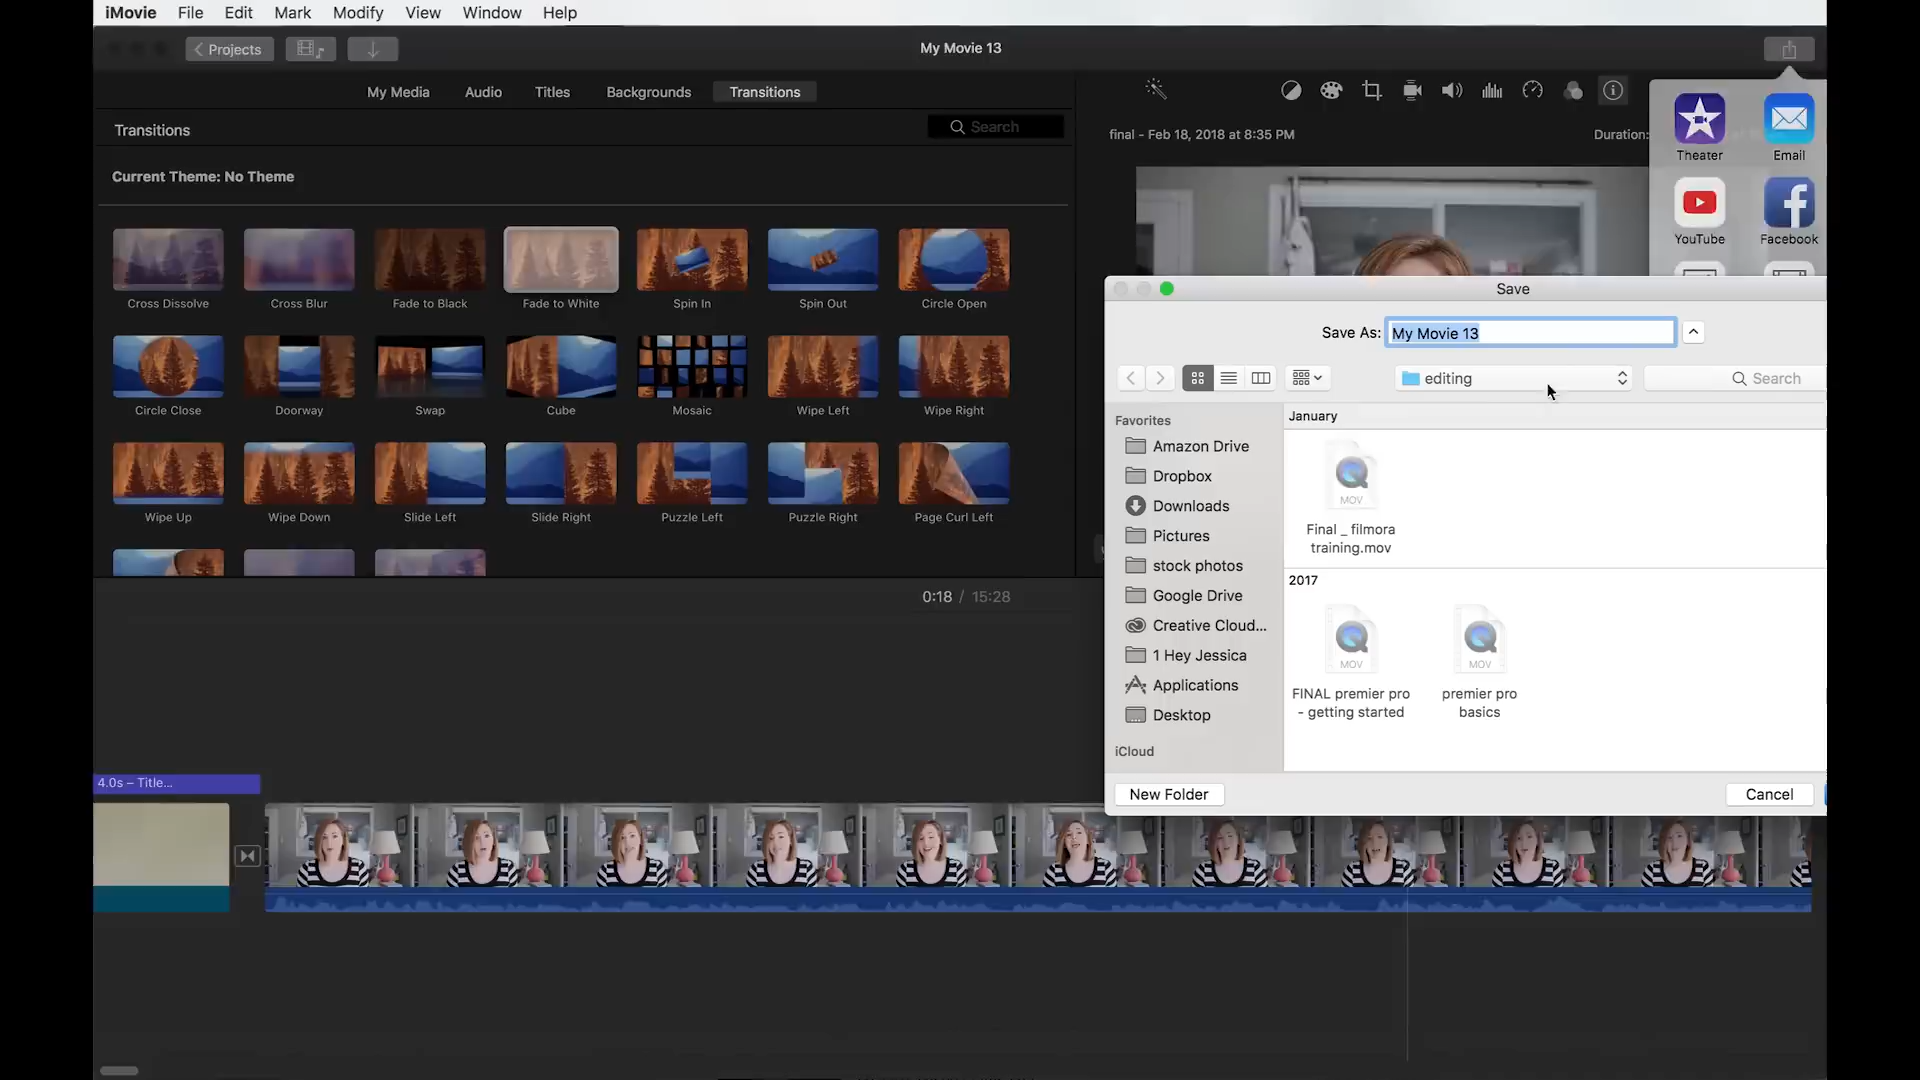 iMovie File Edit Mark Modify View Window Help
Projects
My Movie 13
My Media Audio Titles Backgrounds Transitions
Transitions
Search
Current Theme: No Theme
Cross Dissolve Cross Blur Fade to Black Fade to White Spin In Spin Out Circle Open
Circle Close Doorway Swap Cube Mosaic Wipe Left Wipe Right
Wipe Up Wipe Down Slide Left Slide Right Puzzle Left Puzzle Right Page Curl Left
final - Feb 18, 2018 at 8:35 PM
Duration:
Theater Email
YouTube Facebook
Save
Save As: My Movie 13
editing
Search
Favorites
Amazon Drive
Dropbox
Downloads
Pictures
stock photos
Google Drive
Creative Cloud...
1 Hey Jessica
Applications
Desktop
iCloud
January
MOV
Final _ filmora
training.mov
2017
MOV MOV
FINAL premier pro
- getting started
premier pro
basics
New Folder
Cancel
0:18 / 15:28
4.0s – Title...